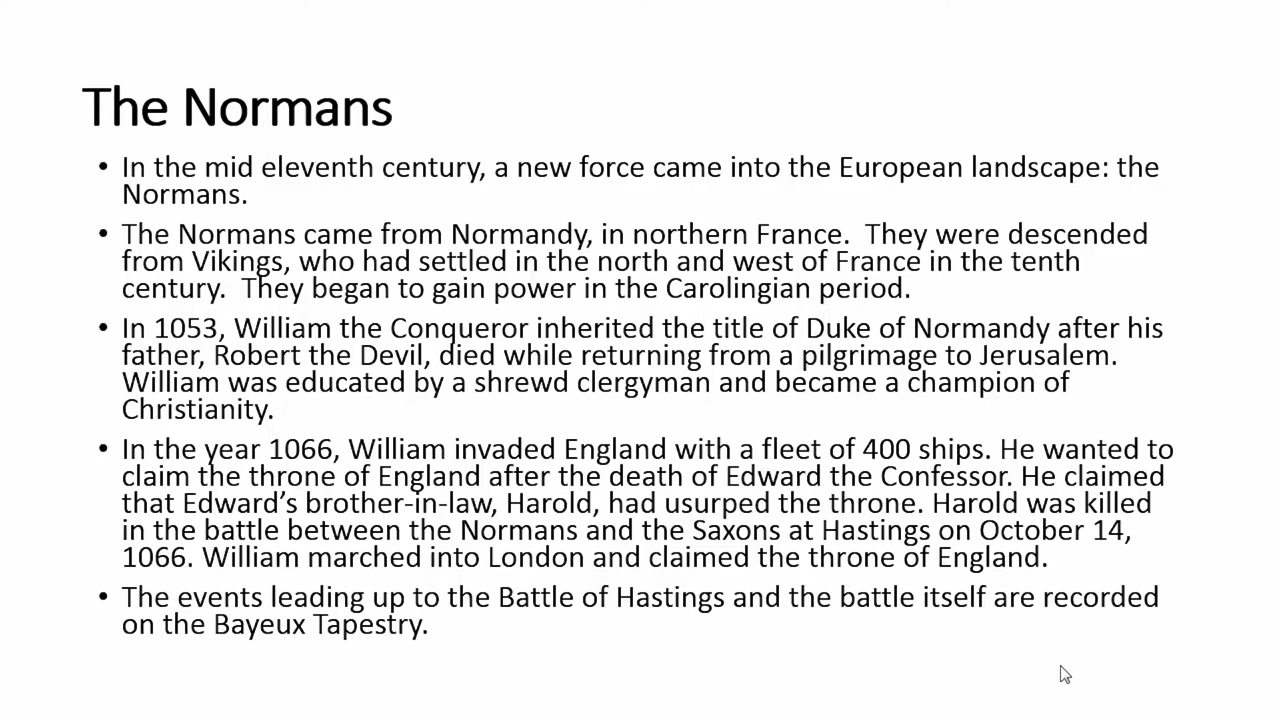 The Normans
• In the mid eleventh century, a new force came into the European landscape: the
Normans.
• The Normans came from Normandy, in northern France.  They were descended
from Vikings, who had settled in the north and west of France in the tenth
century.  They began to gain power in the Carolingian period.
• In 1053, William the Conqueror inherited the title of Duke of Normandy after his
father, Robert the Devil, died while returning from a pilgrimage to Jerusalem.
William was educated by a shrewd clergyman and became a champion of
Christianity.
• In the year 1066, William invaded England with a fleet of 400 ships. He wanted to
claim the throne of England after the death of Edward the Confessor. He claimed
that Edward’s brother-in-law, Harold, had usurped the throne. Harold was killed
in the battle between the Normans and the Saxons at Hastings on October 14,
1066. William marched into London and claimed the throne of England.
• The events leading up to the Battle of Hastings and the battle itself are recorded
on the Bayeux Tapestry.